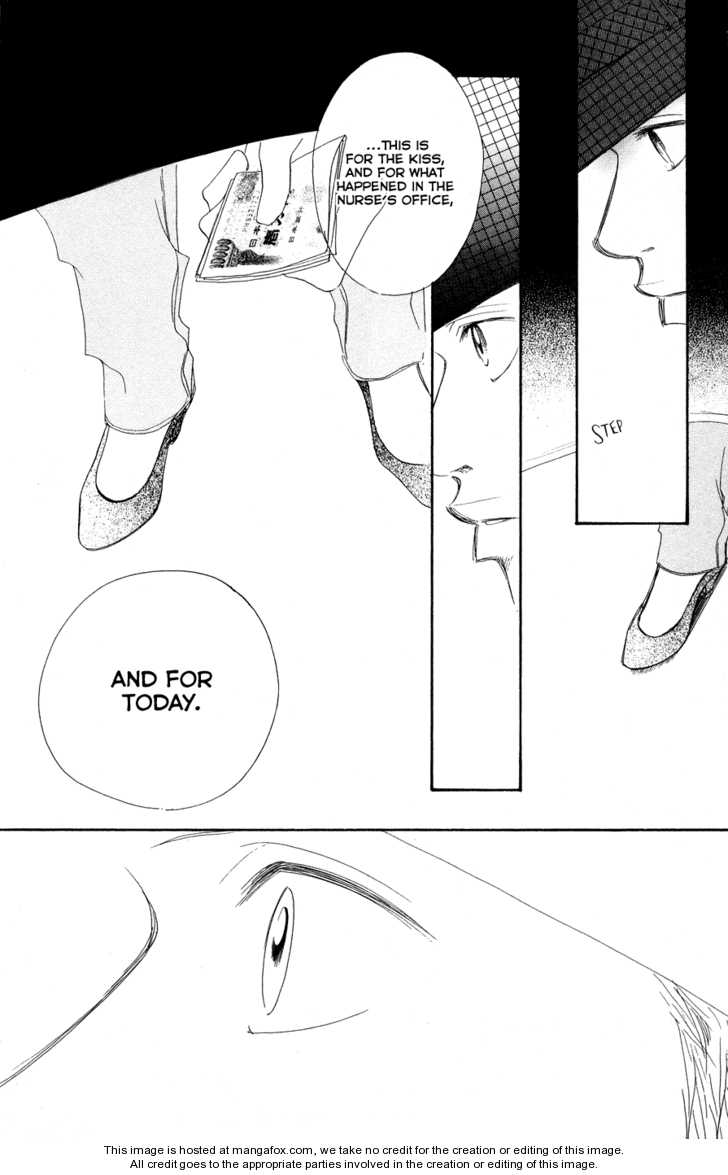 STEP
...THIS IS
FOR THE KISS,
AND FOR WHAT
HAPPENED IN THE
NURSE'S OFFICE,
AND FOR
TODAY.
This image is hosted at mangafox.com, we take no credit for the creation or editing of this image.
All credit goes to the appropriate parties involved in the creation or editing of this image.